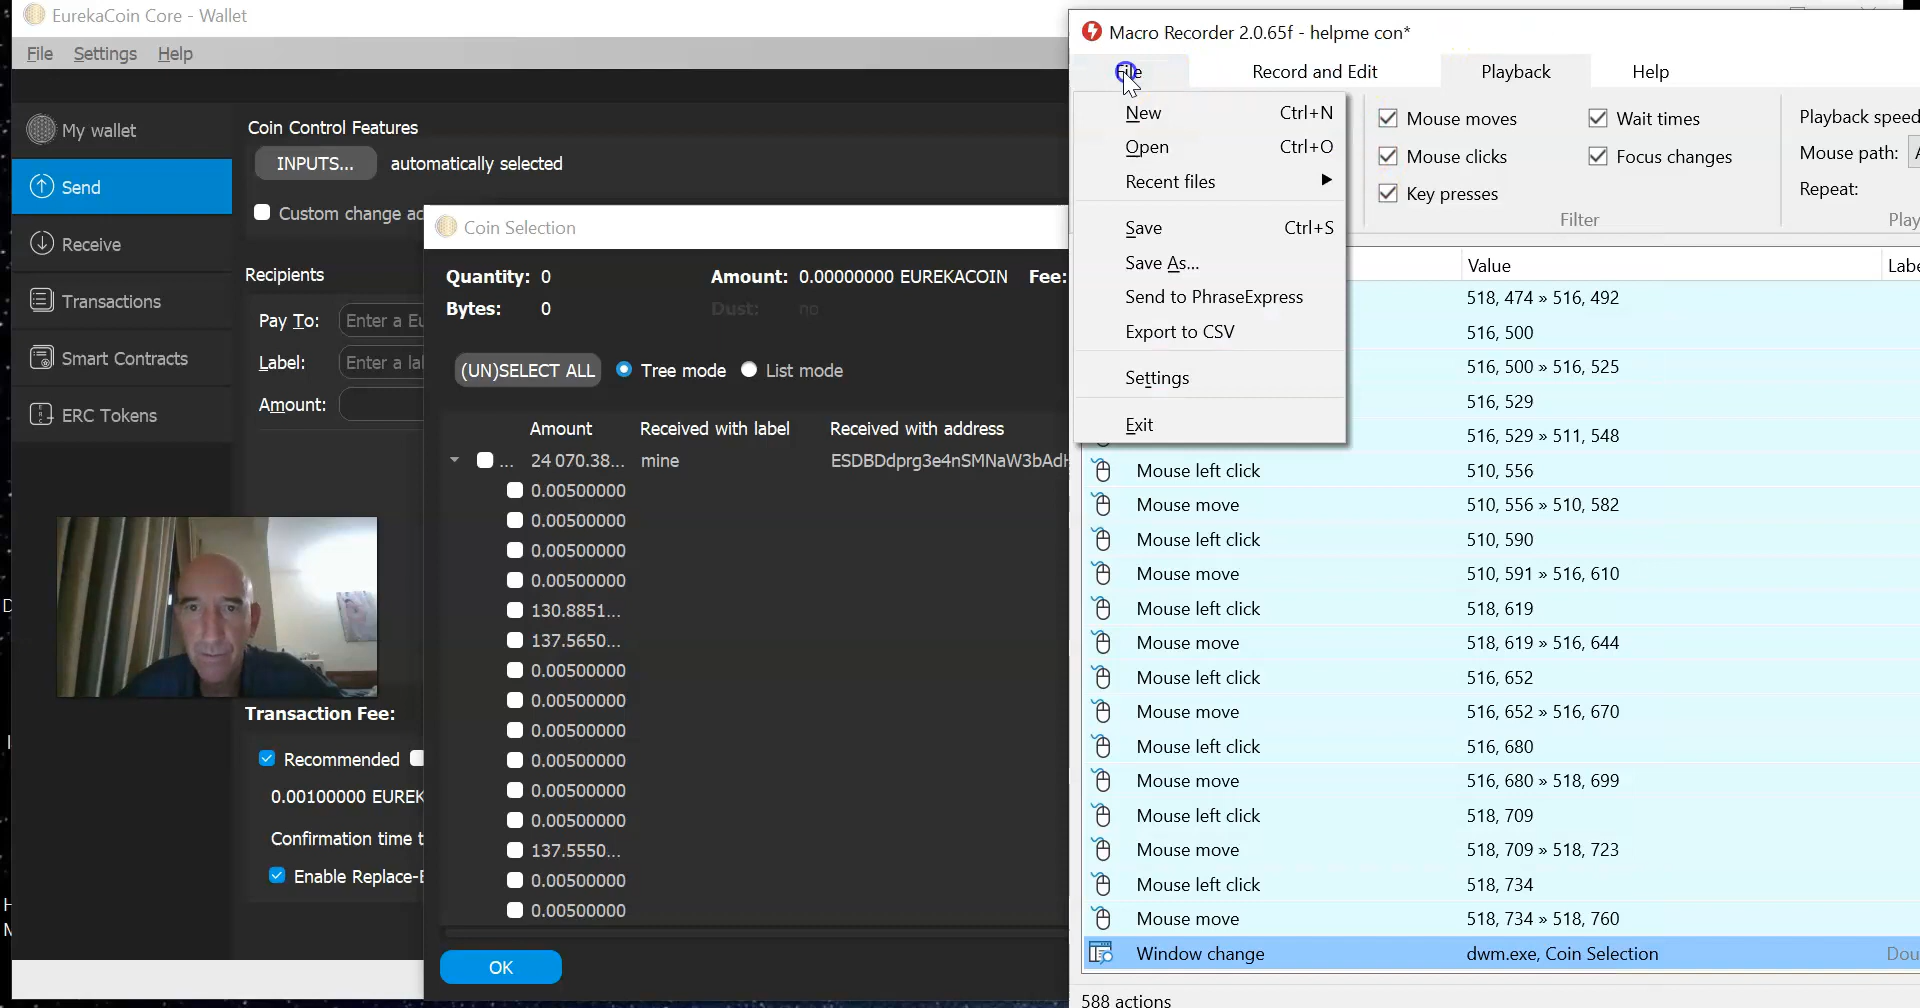 EurekaCoin Core - Wallet
File Settings Help
My wallet
Send
Receive
Transactions
Smart Contracts
ERC Tokens
Coin Control Features
INPUTS... automatically selected
Custom change ad
Recipients
Pay To: Enter a Eu
Label: Enter a lab
Amount:
Transaction Fee:
Recommended
0.00100000 EUREK
Confirmation time t
Enable Replace-B
Coin Selection
Quantity: 0 Amount: 0.00000000 EUREKACOIN Fee:
Bytes: 0 Dust: no
(UN)SELECT ALL Tree mode List mode
Amount Received with label Received with address
... 24 070.38... mine ESDBDdprg3e4nSMNaW3bAdH
0.00500000
0.00500000
0.00500000
0.00500000
130.8851...
137.5650...
0.00500000
0.00500000
0.00500000
0.00500000
0.00500000
0.00500000
137.5550...
0.00500000
0.00500000
OK
Macro Recorder 2.0.65f - helpme con*
File Record and Edit Playback Help
New Ctrl+N
Open Ctrl+O
Recent files
Save Ctrl+S
Save As...
Send to PhraseExpress
Export to CSV
Settings
Exit
Mouse moves Wait times
Mouse clicks Focus changes
Key presses
Filter
Playback speed
Mouse path:
Repeat:
Play
Value Labe
518, 474 » 516, 492
516, 500
516, 500 » 516, 525
516, 529
516, 529 » 511, 548
Mouse left click 510, 556
Mouse move 510, 556 » 510, 582
Mouse left click 510, 590
Mouse move 510, 591 » 516, 610
Mouse left click 518, 619
Mouse move 518, 619 » 516, 644
Mouse left click 516, 652
Mouse move 516, 652 » 516, 670
Mouse left click 516, 680
Mouse move 516, 680 » 518, 699
Mouse left click 518, 709
Mouse move 518, 709 » 518, 723
Mouse left click 518, 734
Mouse move 518, 734 » 518, 760
Window change dwm.exe, Coin Selection Dou
588 actions